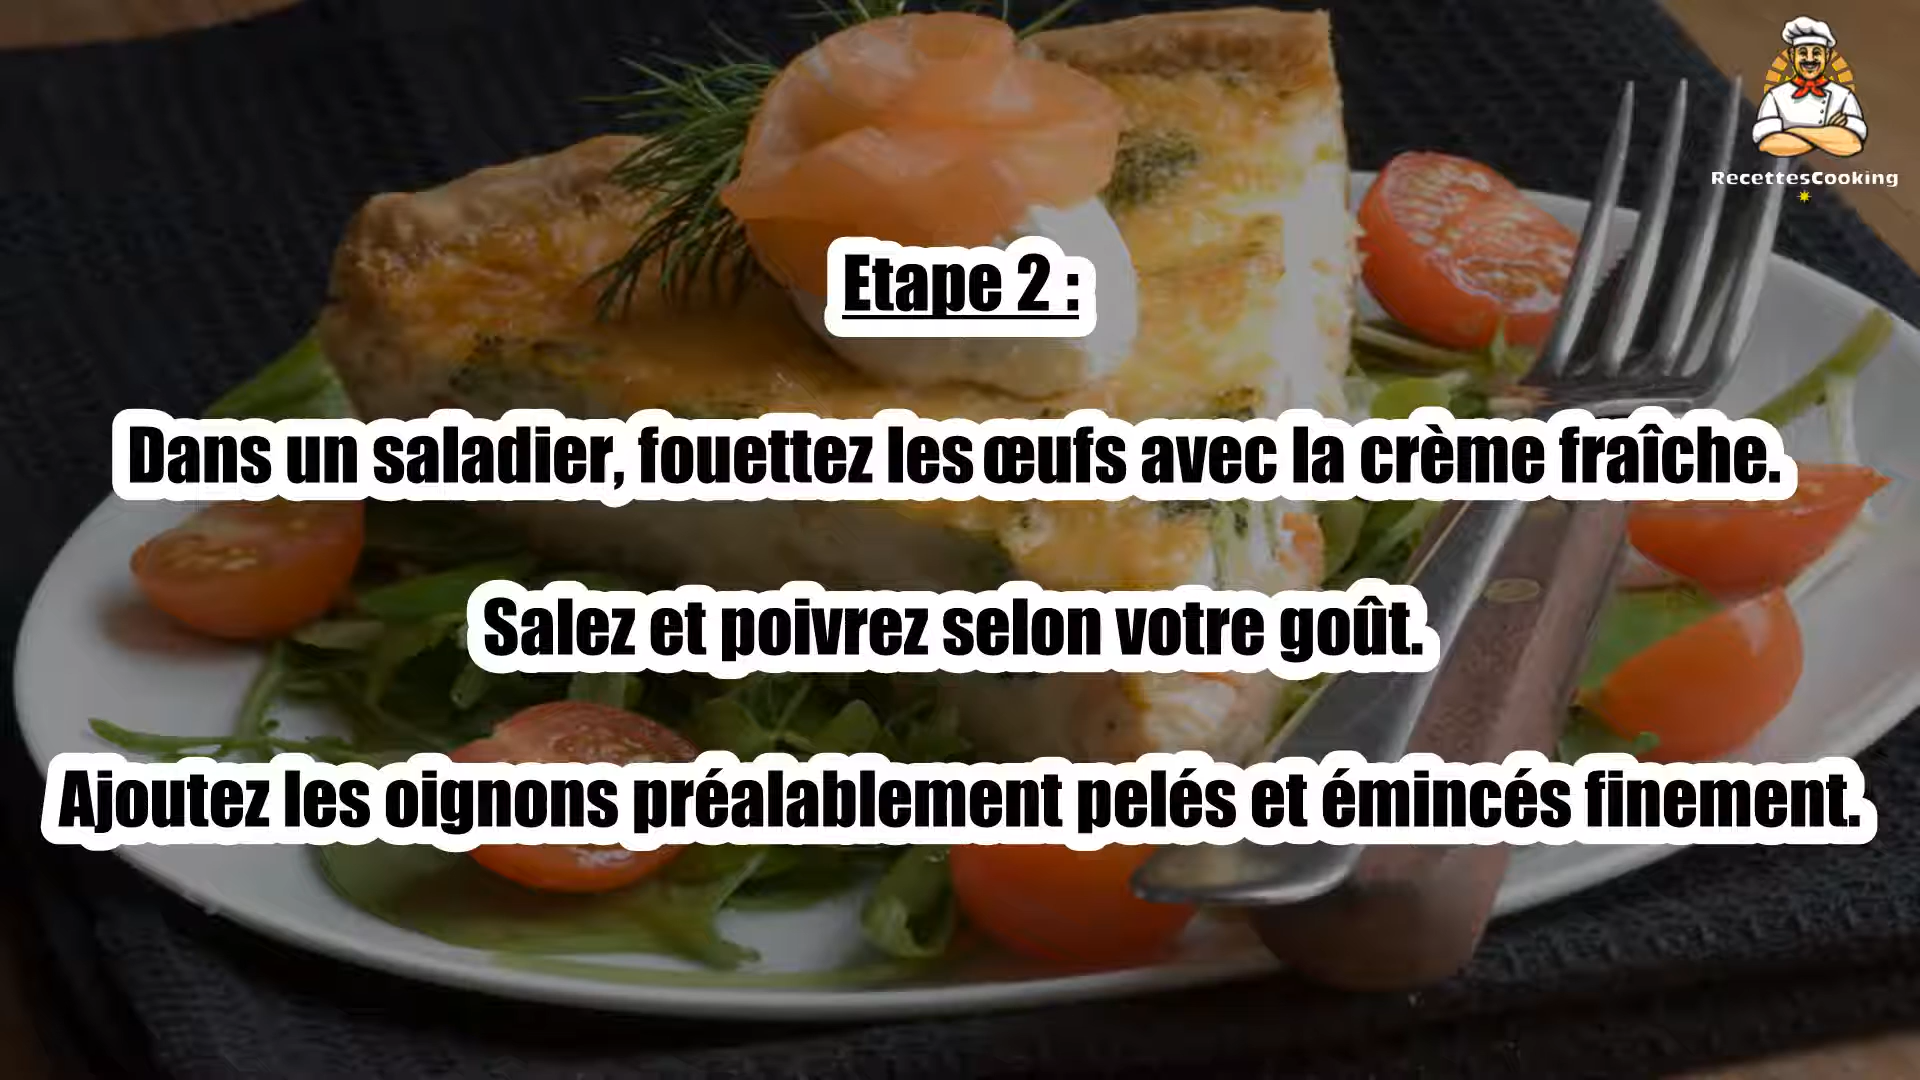 RecettesCooking
Etape 2 :
Dans un saladier, fouettez les œufs avec la crème fraîche.
Salez et poivrez selon votre goût.
Ajoutez les oignons préalablement pelés et émincés finement.